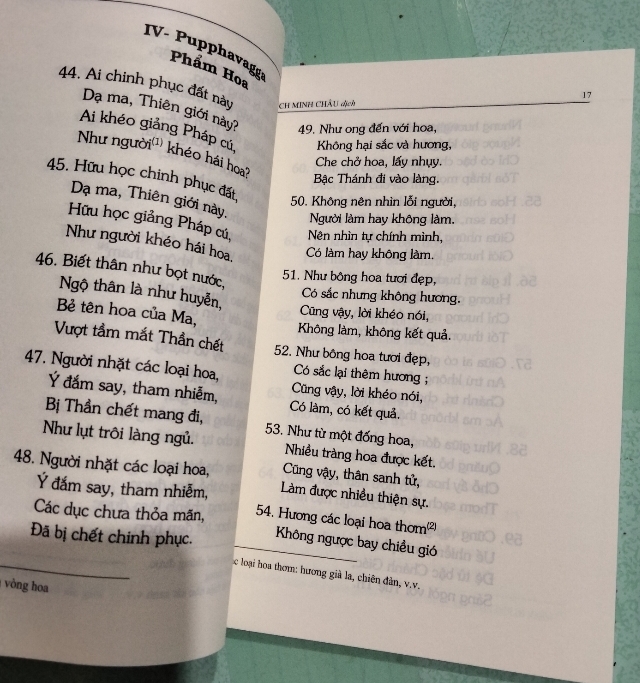 IV- Pupphavagga
Phẩm Hoa
44. Ai chinh phục đất này
Dạ ma, Thiên giới này?
Ai khéo giảng Pháp cú,
Như người(1) khéo hái hoa?
45. Hữu học chinh phục đất,
Dạ ma, Thiên giới này.
Hữu học giảng Pháp cú,
Như người khéo hái hoa.
46. Biết thân như bọt nước,
Ngộ thân là như huyễn,
Bẻ tên hoa của Ma,
Vượt tầm mắt Thần chết
47. Người nhặt các loại hoa,
Ý đắm say, tham nhiễm,
Bị Thần chết mang đi,
Như lụt trôi làng ngủ.
48. Người nhặt các loại hoa,
Ý đắm say, tham nhiễm,
Các dục chưa thỏa mãn,
Đã bị chết chinh phục.
vòng hoa
CH MINH CHÂU dịch
17
49. Như ong đến với hoa,
Không hại sắc và hương,
Che chở hoa, lấy nhụy.
Bậc Thánh đi vào làng.
50. Không nên nhìn lỗi người,
Người làm hay không làm.
Nên nhìn tự chính mình,
Có làm hay không làm.
51. Như bông hoa tươi đẹp,
Có sắc nhưng không hương.
Cũng vậy, lời khéo nói,
Không làm, không kết quả.
52. Như bông hoa tươi đẹp,
Có sắc lại thêm hương ;
Cũng vậy, lời khéo nói,
Có làm, có kết quả.
53. Như từ một đống hoa,
Nhiều tràng hoa được kết.
Cũng vậy, thân sanh tử,
Làm được nhiều thiện sự.
54. Hương các loại hoa thơm(2)
Không ngược bay chiều gió
loại hoa thơm: hương già la, chiên đàn, v.v.